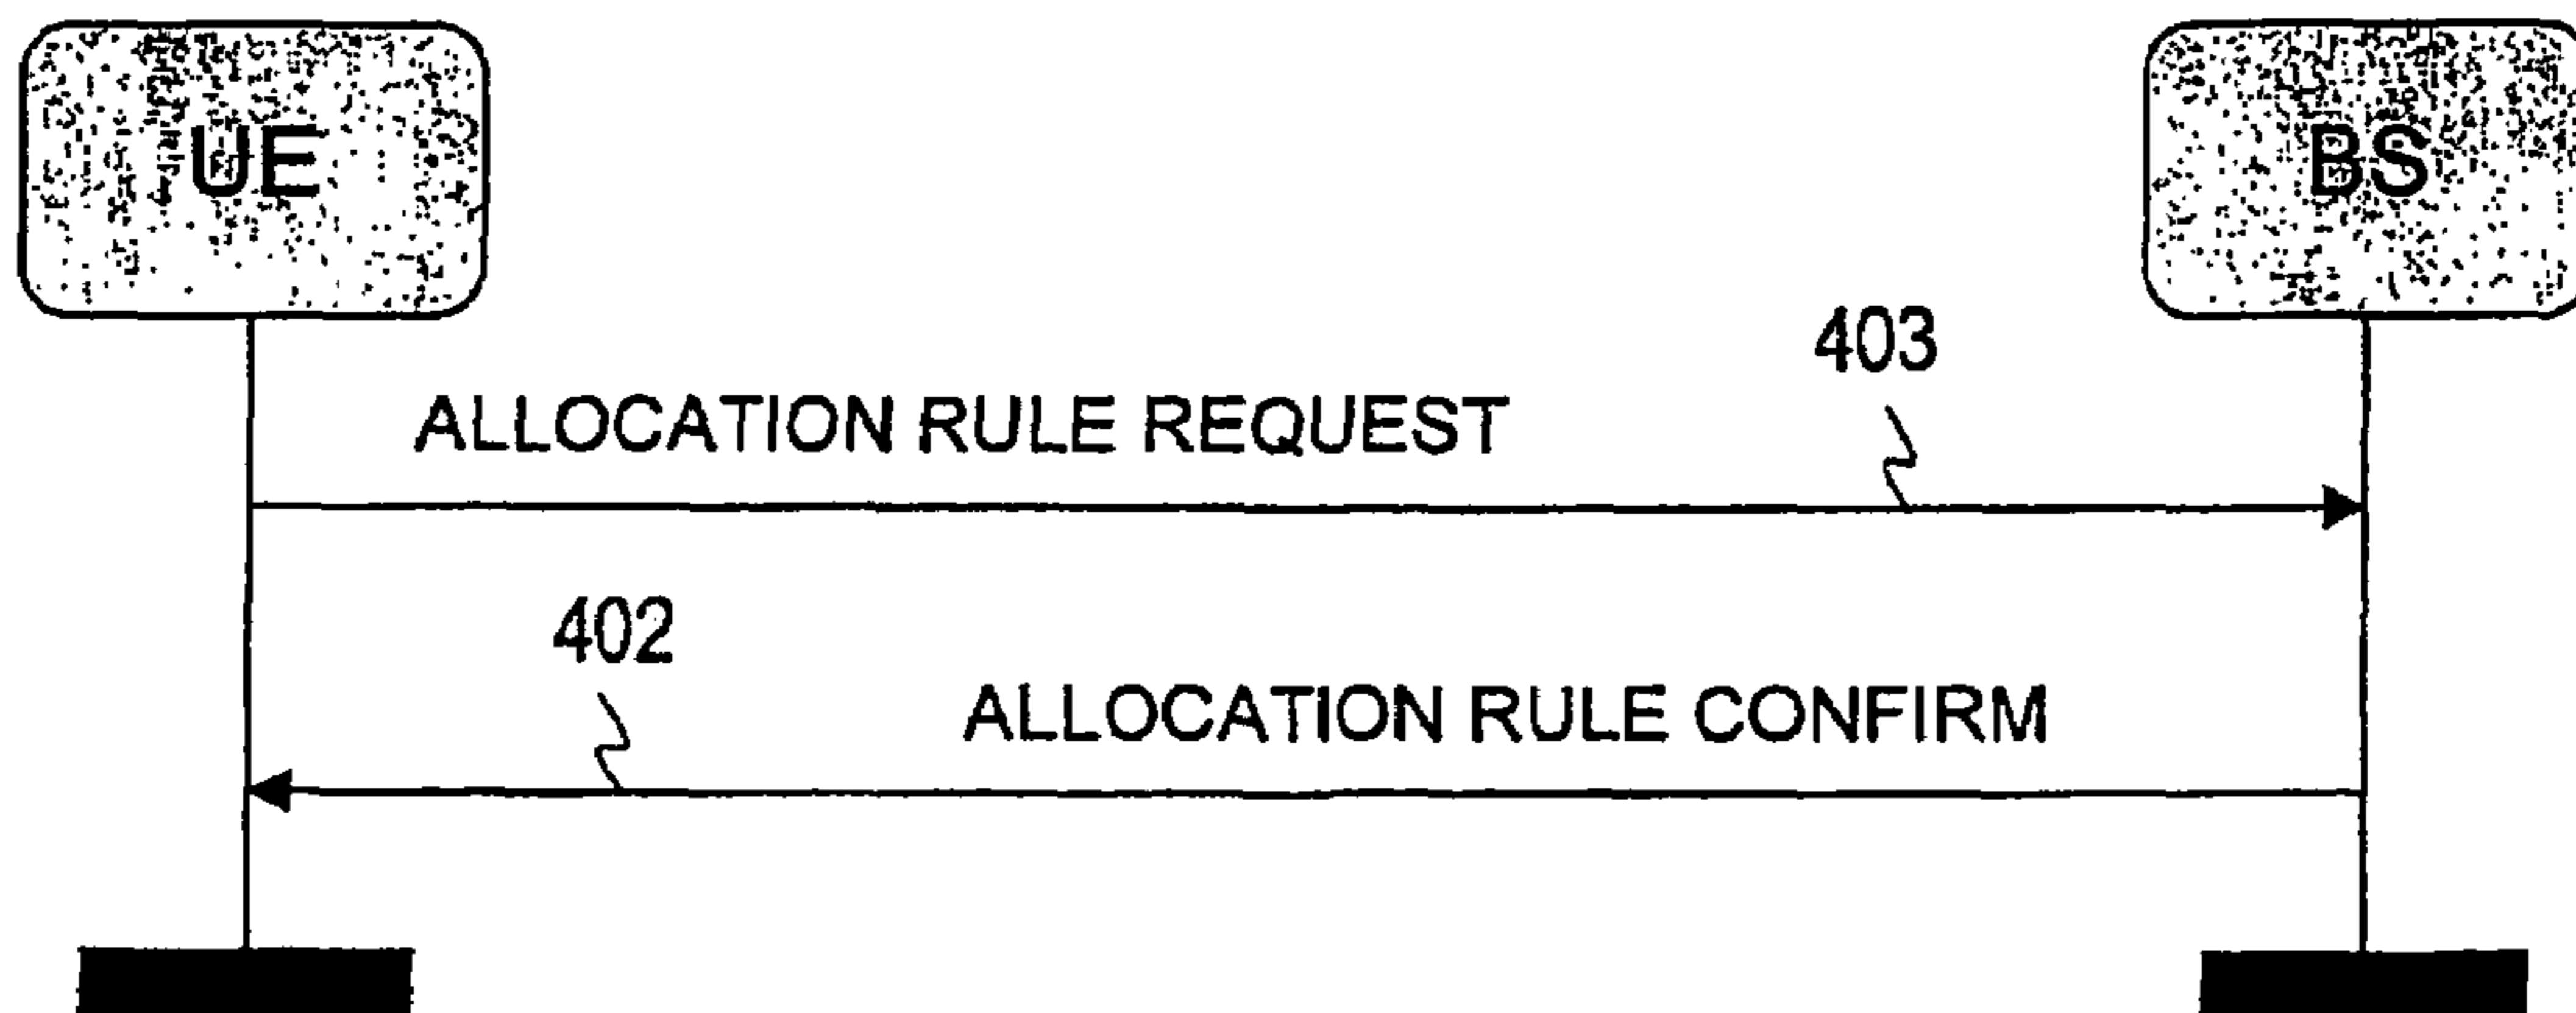 UE
BS
403
ALLOCATION RULE REQUEST
402
ALLOCATION RULE CONFIRM